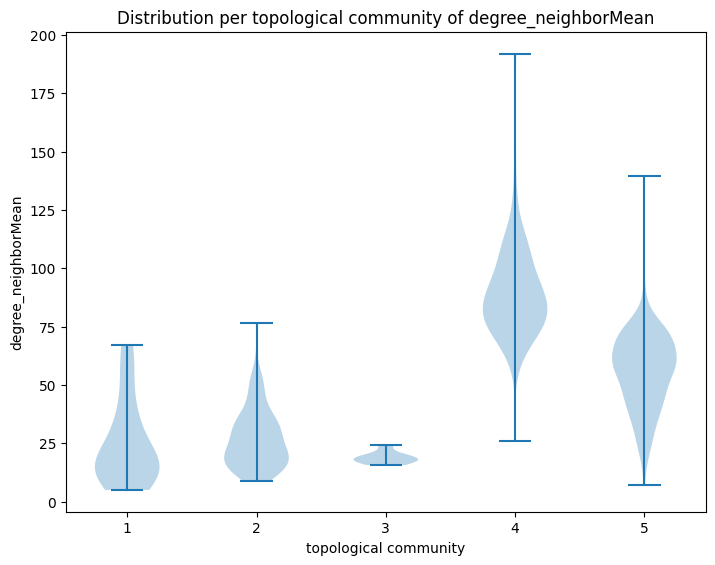 Distribution per topological community of degree_neighborMean
200
175
150
125
100
75
50
25
0
degree_neighborMean
1 2 3 4 5
topological community